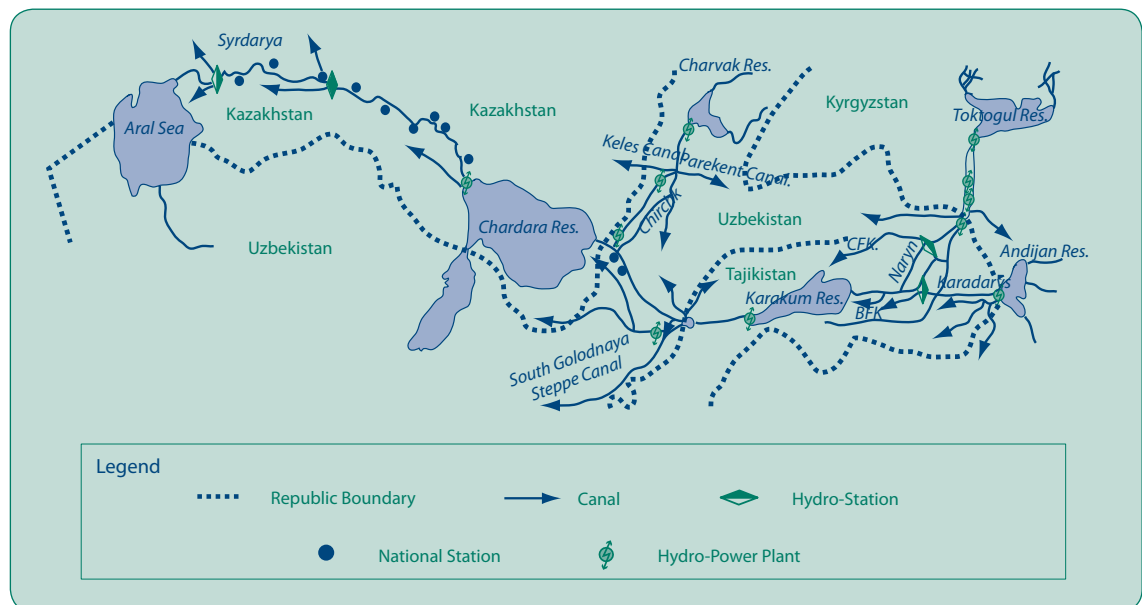 Syrdarya
Charvak Res.
Kyrgyzstan
Kazakhstan
Kazakhstan
Toktogul Res.
Aral Sea
Keles Canal
Parekent Canal.
Chirchk
Chardara Res.
Uzbekistan
Uzbekistan
CFK.
Naryn
Andijan Res.
Tajikistan
Karakum Res.
Karadarys
BFK
South Golodnaya
Steppe Canal
Legend
Republic Boundary
Canal
Hydro-Station
National Station
Hydro-Power Plant